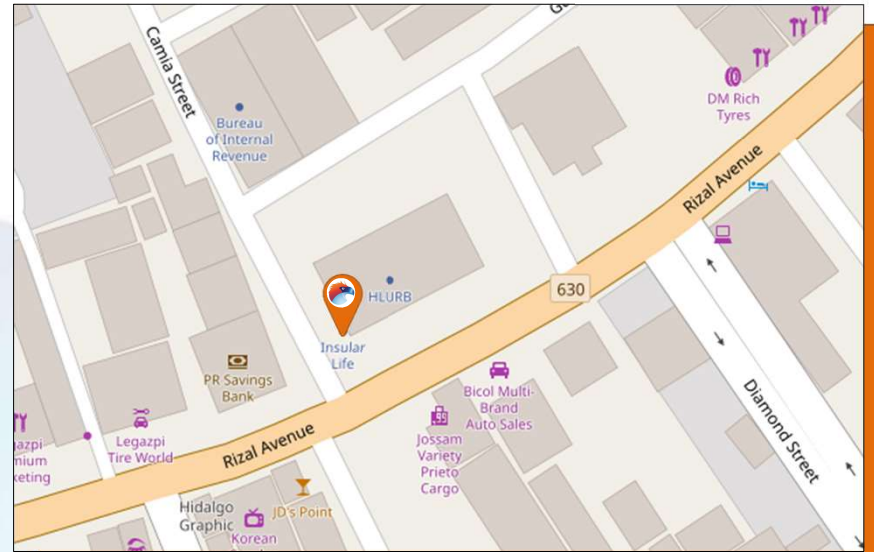 Camia Street
Bureau
of Internal
Revenue
DM Rich
Tyres
Rizal Avenue
HLURB
630
Insular
Life
PR Savings
Bank
Bicol Multi-
Brand
Auto Sales
Legazpi
Tire World
Rizal Avenue
Jossam
Variety
Prieto
Cargo
Diamond Street
Hidalgo
Graphic
JD's Point
Korean